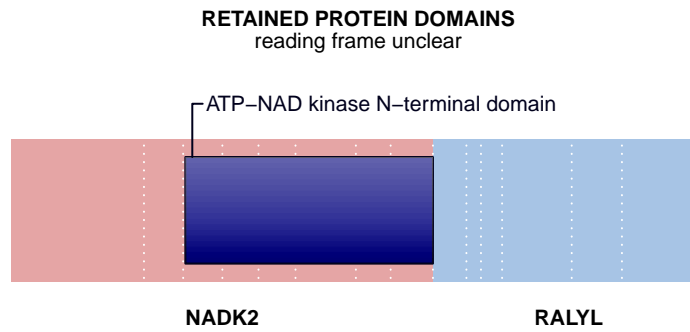 RETAINED PROTEIN DOMAINS
reading frame unclear
ATP−NAD kinase N−terminal domain
NADK2
RALYL